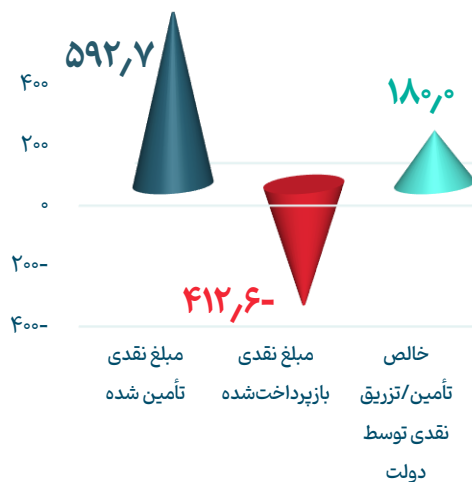 ۵۹۲٫۷
۱۸۰٫۰
-۴۱۲٫۶
۴۰۰
۲۰۰
۰
-۲۰۰
-۴۰۰
مبلغ نقدی
تأمین شده
مبلغ نقدی
بازپرداخت‌شده
خالص
تأمین/تزریق
نقدی توسط
دولت